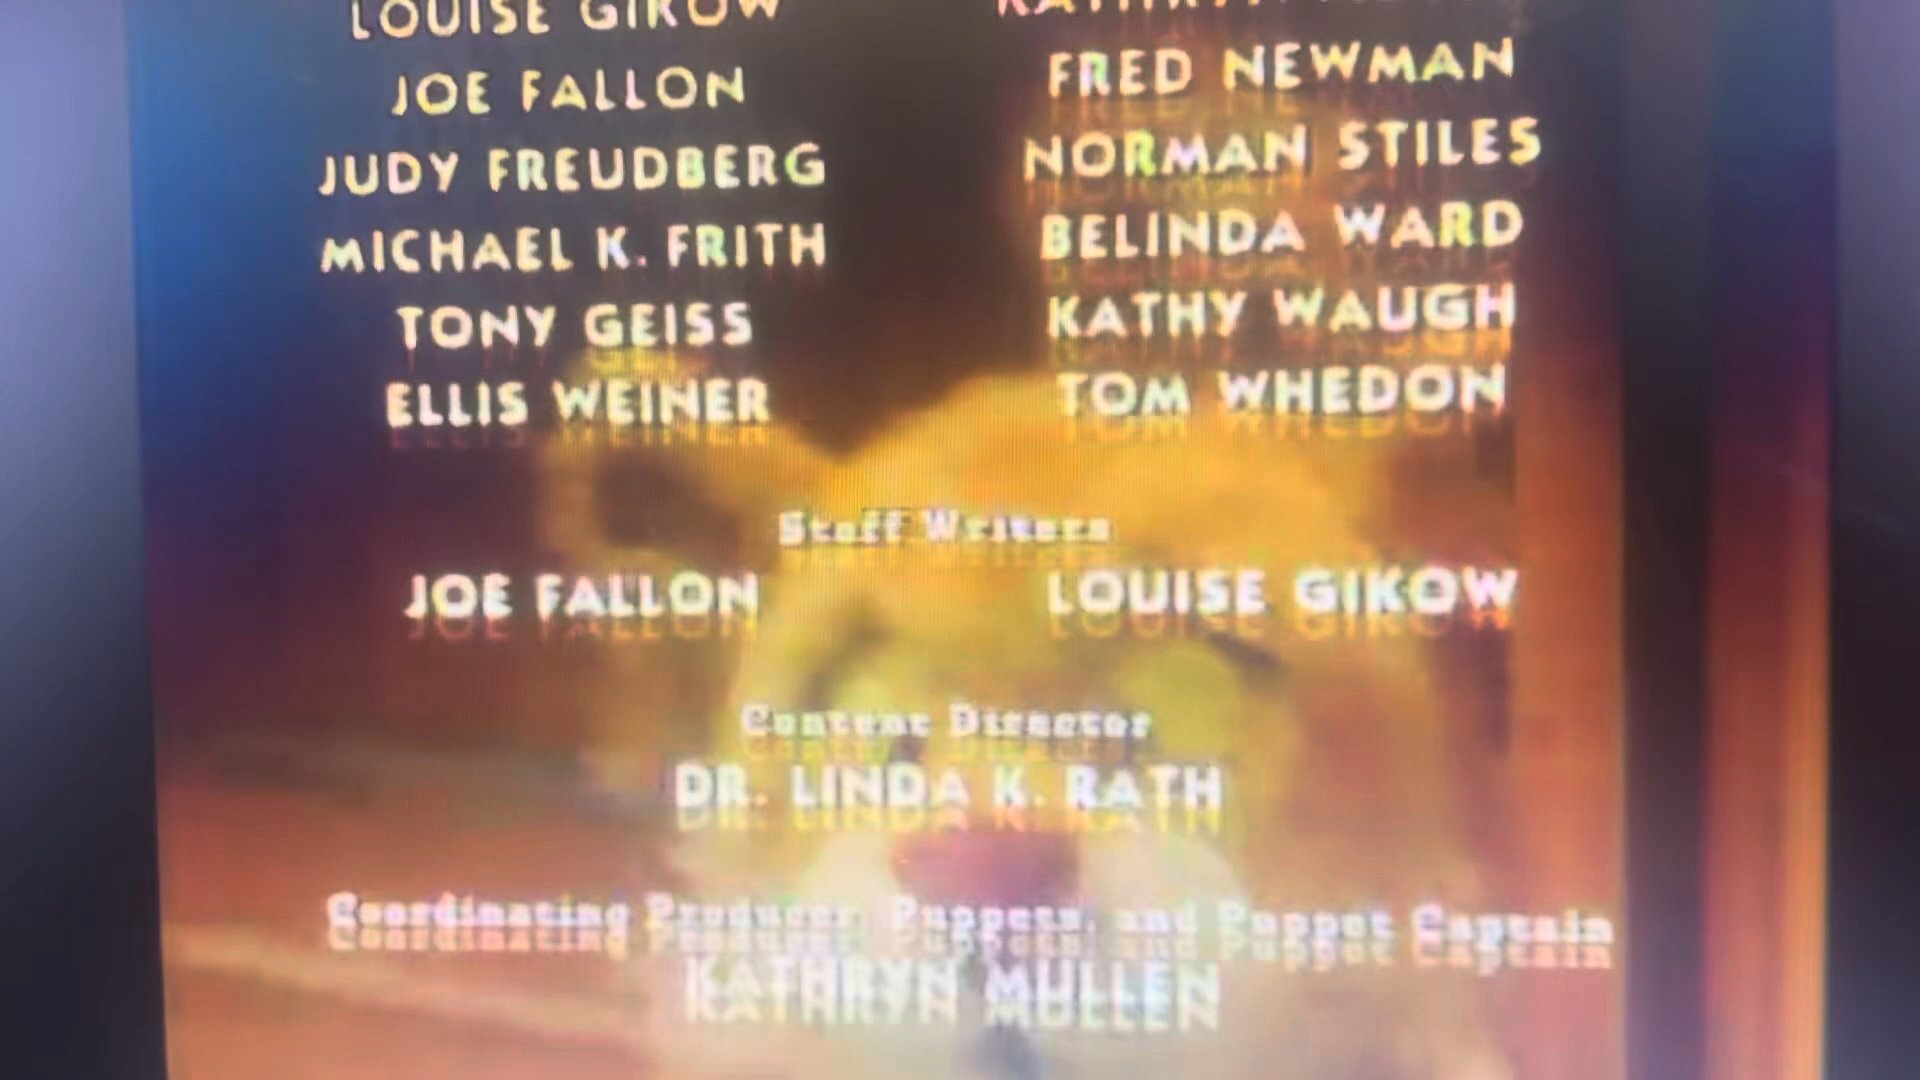 LOUISE GIKOW
JOE FALLON
JUDY FREUDBERG
MICHAEL K. FRITH
TONY GEISS
ELLIS WEINER
KATHRYN
FRED NEWMAN
NORMAN STILES
BELINDA WARD
KATHY WAUGH
TOM WHEDON
Staff Writers
JOE FALLON LOUISE GIKOW
Content Director
DR. LINDA K. RATH
Coordinating Producer, Puppets, and Puppet Captain
KATHRYN MULLEN